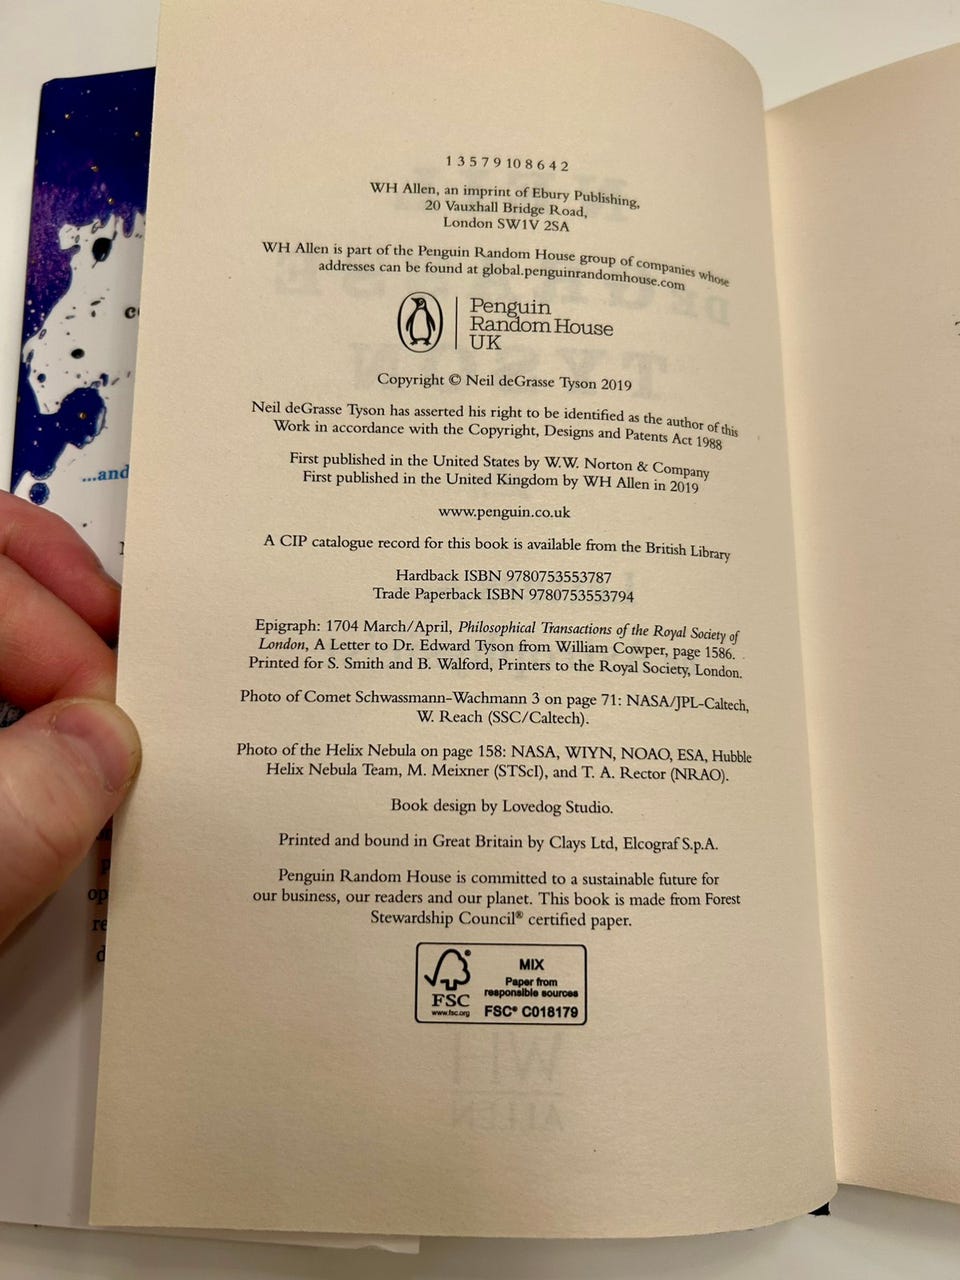 1 3 5 7 9 10 8 6 4 2
WH Allen, an imprint of Ebury Publishing,
20 Vauxhall Bridge Road,
London SW1V 2SA
WH Allen is part of the Penguin Random House group of companies whose
addresses can be found at global.penguinrandomhouse.com
Penguin
Random House
UK
Copyright © Neil deGrasse Tyson 2019
Neil deGrasse Tyson has asserted his right to be identified as the author of this
Work in accordance with the Copyright, Designs and Patents Act 1988
First published in the United States by W.W. Norton & Company
First published in the United Kingdom by WH Allen in 2019
www.penguin.co.uk
A CIP catalogue record for this book is available from the British Library
Hardback ISBN 9780753553787
Trade Paperback ISBN 9780753553794
Epigraph: 1704 March/April, Philosophical Transactions of the Royal Society of
London, A Letter to Dr. Edward Tyson from William Cowper, page 1586.
Printed for S. Smith and B. Walford, Printers to the Royal Society, London.
Photo of Comet Schwassmann-Wachmann 3 on page 71: NASA/JPL-Caltech,
W. Reach (SSC/Caltech).
Photo of the Helix Nebula on page 158: NASA, WIYN, NOAO, ESA, Hubble
Helix Nebula Team, M. Meixner (STScI), and T. A. Rector (NRAO).
Book design by Lovedog Studio.
Printed and bound in Great Britain by Clays Ltd, Elcograf S.p.A.
Penguin Random House is committed to a sustainable future for
our business, our readers and our planet. This book is made from Forest
Stewardship Council® certified paper.
FSC
www.fsc.org
MIX
Paper from
responsible sources
FSC® C018179
...and